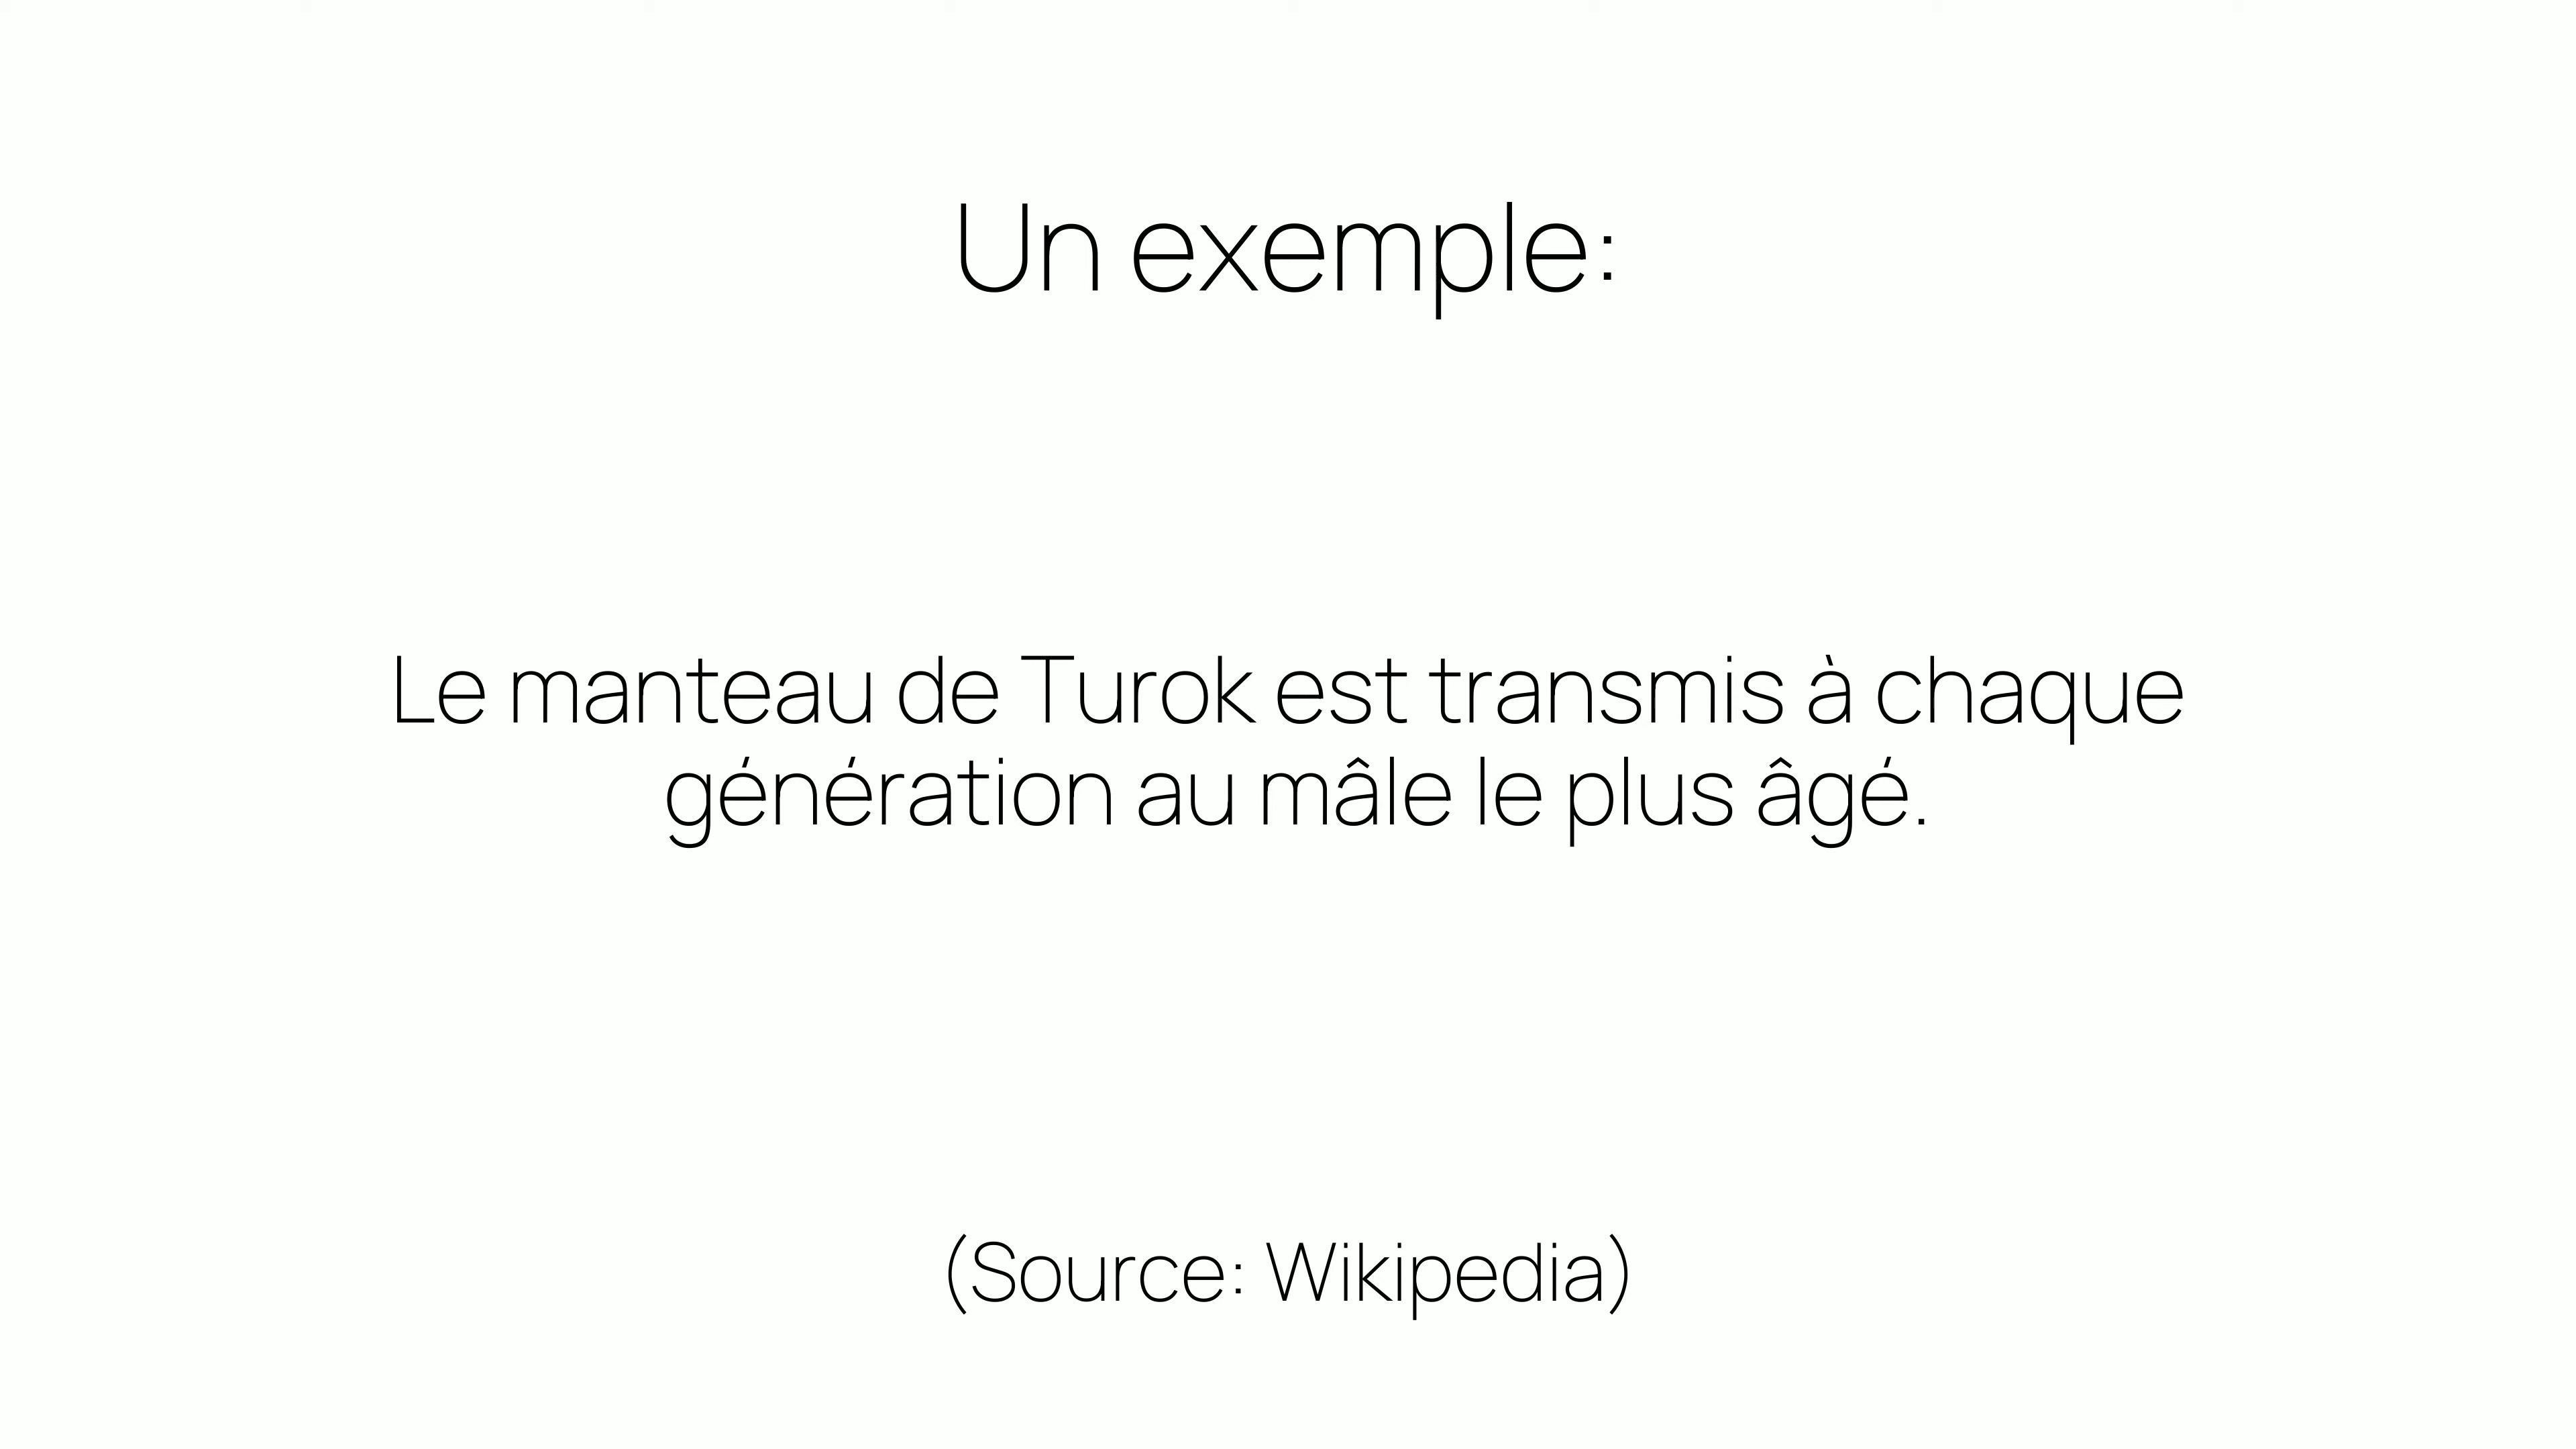 Un exemple:
Le manteau de Turok est transmis à chaque
génération au mâle le plus âgé.
(Source: Wikipedia)